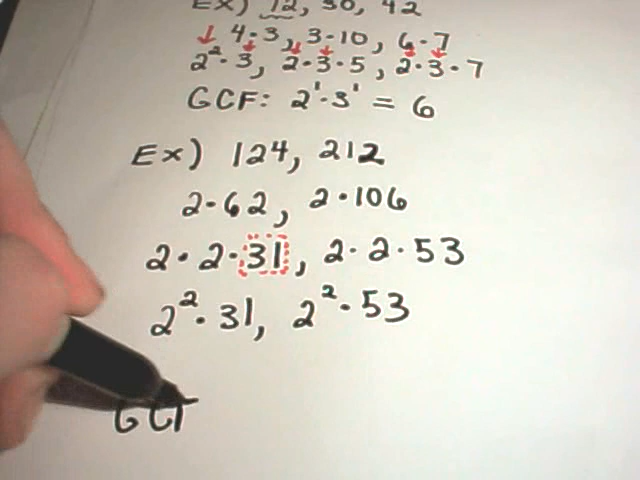 Ex) 12, 30, 42
4·3, 3·10, 6·7
2²·3, 2·3·5, 2·3·7
GCF: 2¹·3¹ = 6
Ex) 124, 212
2·62, 2·106
2·2·31, 2·2·53
2²·31, 2²·53
GCF